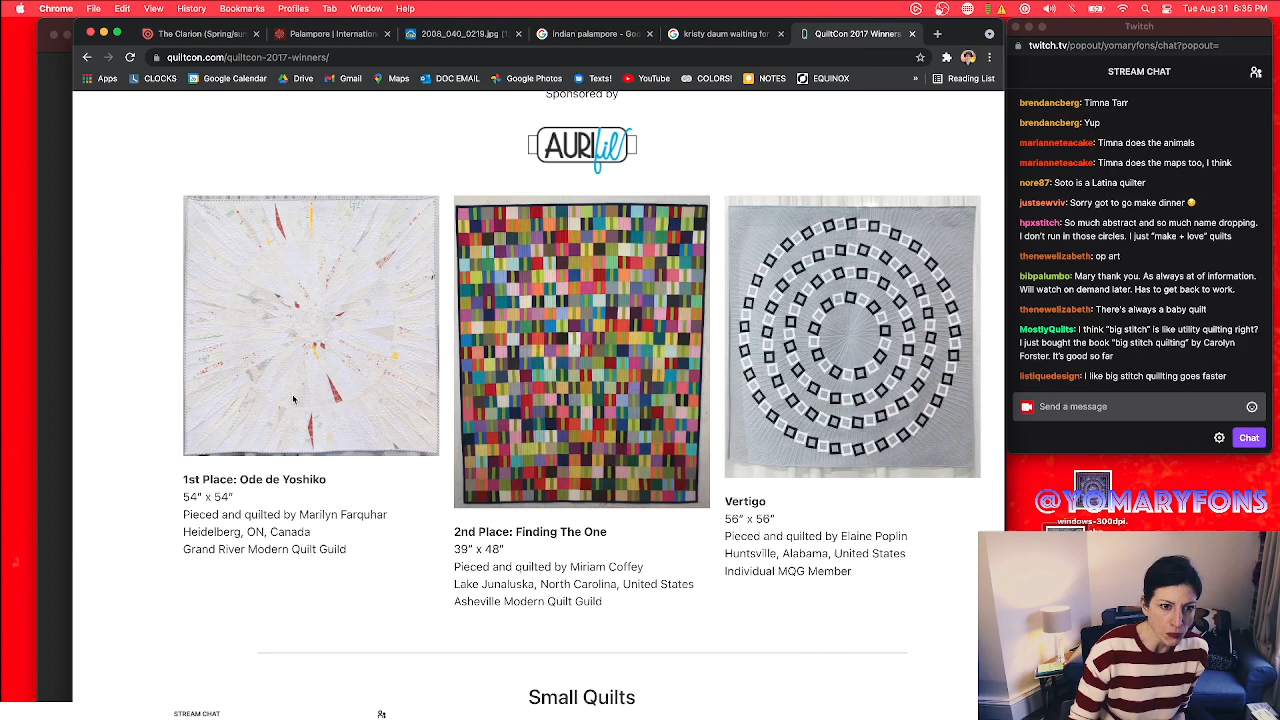 Chrome File Edit View History Bookmarks Profiles Tab Window Help
Tue Aug 31 6:35 PM
The Clarion (Spring/sun
Palampore | Internationa
2008_040_0219.jpg (1
Indian palampore - Goo
kristy daum waiting for
QuiltCon 2017 Winners
quiltcon.com/quiltcon-2017-winners/
Apps CLOCKS Google Calendar Drive Gmail Maps DOC EMAIL Google Photos Texts! YouTube COLORS! NOTES EQUINOX » Reading List
Sponsored by
AURIfil
1st Place: Ode de Yoshiko
54” x 54”
Pieced and quilted by Marilyn Farquhar
Heidelberg, ON, Canada
Grand River Modern Quilt Guild
2nd Place: Finding The One
39” x 48”
Pieced and quilted by Miriam Coffey
Lake Junaluska, North Carolina, United States
Asheville Modern Quilt Guild
Vertigo
56” x 56”
Pieced and quilted by Elaine Poplin
Huntsville, Alabama, United States
Individual MQG Member
Small Quilts
STREAM CHAT
Twitch
twitch.tv/popout/yomaryfons/chat?popout=
STREAM CHAT
brendancberg: Timna Tarr
brendancberg: Yup
marianneteacake: Timna does the animals
marianneteacake: Timna does the maps too, I think
nore87: Soto is a Latina quilter
justsewviv: Sorry got to go make dinner
hpxstitch: So much abstract and so much name dropping.
I don’t run in those circles. I just “make + love” quilts
thenewelizabeth: op art
bibpalumbo: Mary thank you. As always at of information.
Will watch on demand later. Has to get back to work.
thenewelizabeth: There's always a baby quilt
MostlyQuilts: I think “big stitch” is like utility quilting right?
I just bought the book “big stitch quilting” by Carolyn
Forster. It’s good so far
listiquedesign: I like big stitch quillting goes faster
Send a message
Chat
@YOMARYFONS
windows-300dpi.